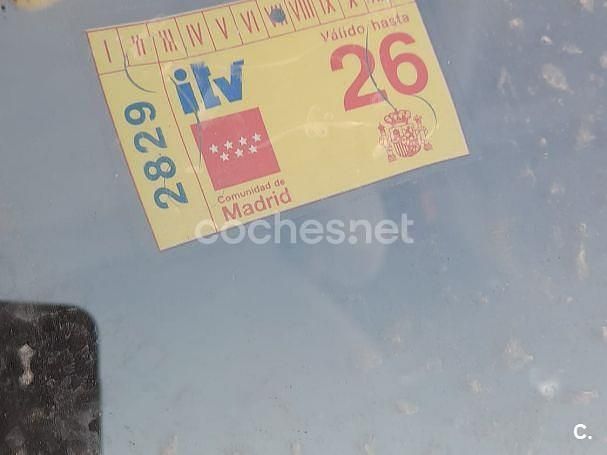 I II III IV V VI VII VIII IX X
Válido hasta
itv
26
2829
Comunidad de
Madrid
coches.net
C.